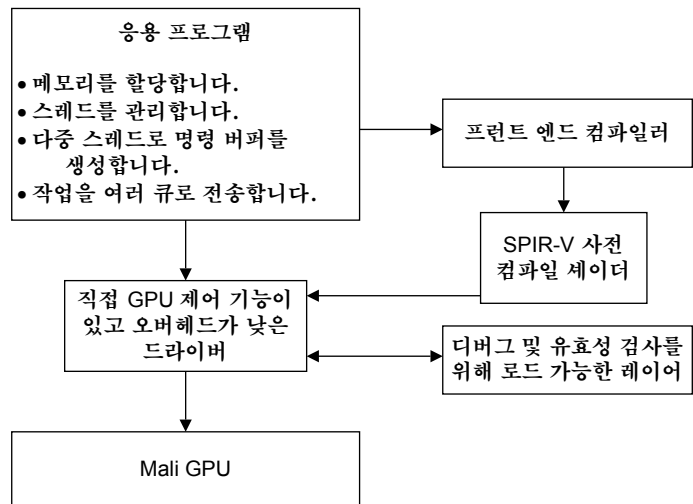 응용 프로그램
• 메모리를 할당합니다.
• 스레드를 관리합니다.
• 다중 스레드로 명령 버퍼를
생성합니다.
• 작업을 여러 큐로 전송합니다.
프런트 엔드 컴파일러
SPIR-V 사전
컴파일 셰이더
직접 GPU 제어 기능이
있고 오버헤드가 낮은
드라이버
디버그 및 유효성 검사를
위해 로드 가능한 레이어
Mali GPU